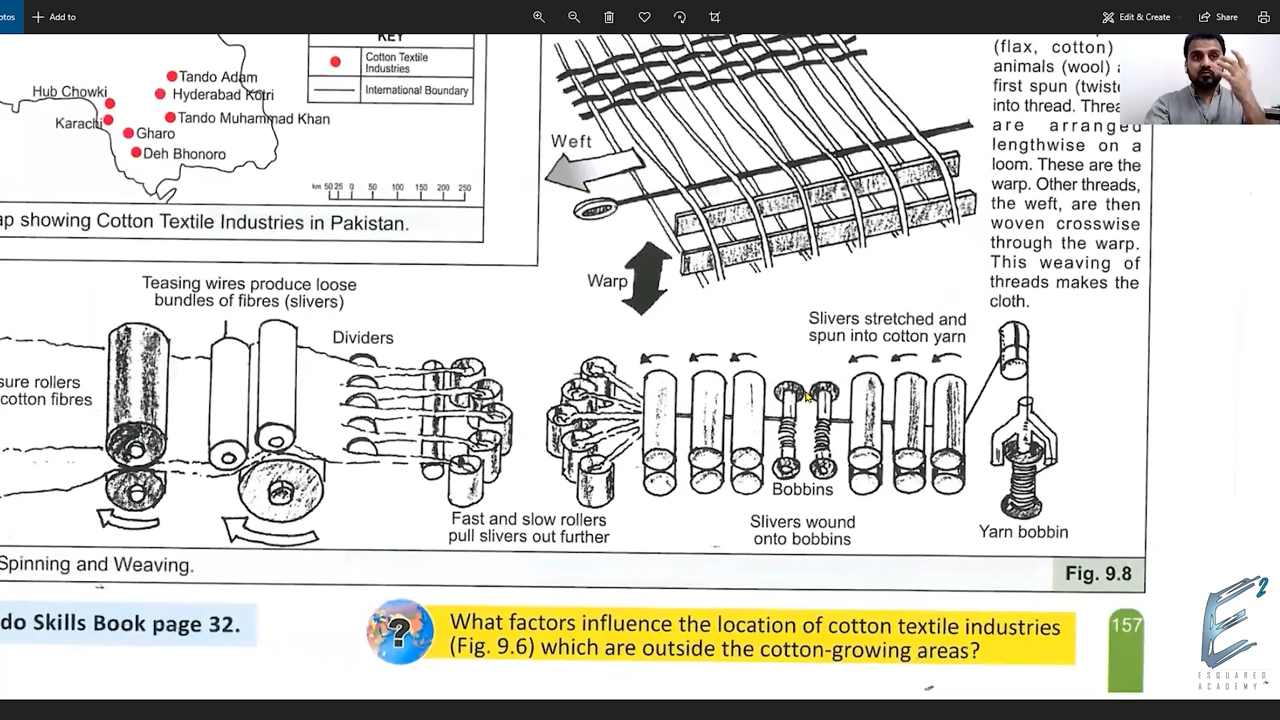 Add to
Edit & Create
Share
KEY
Cotton Textile
Industries
International Boundary
Tando Adam
Hub Chowki
Hyderabad Kotri
Karachi
Tando Muhammad Khan
Gharo
Deh Bhonoro
km 50 25 0 50 100 150 200 250
showing Cotton Textile Industries in Pakistan.
Weft
Warp
(flax, cotton)
animals (wool)
first spun
into thread.
are arranged
lengthwise on a
loom. These are the
warp. Other threads,
the weft, are then
woven crosswise
through the warp.
This weaving of
threads makes the
cloth.
Teasing wires produce loose
bundles of fibres (slivers)
Dividers
rollers
cotton fibres
Fast and slow rollers
pull slivers out further
Slivers stretched and
spun into cotton yarn
Bobbins
Slivers wound
onto bobbins
Yarn bobbin
Spinning and Weaving.
Fig. 9.8
do Skills Book page 32.
?
What factors influence the location of cotton textile industries
(Fig. 9.6) which are outside the cotton-growing areas?
157
E2
ESQUARED
ACADEMY